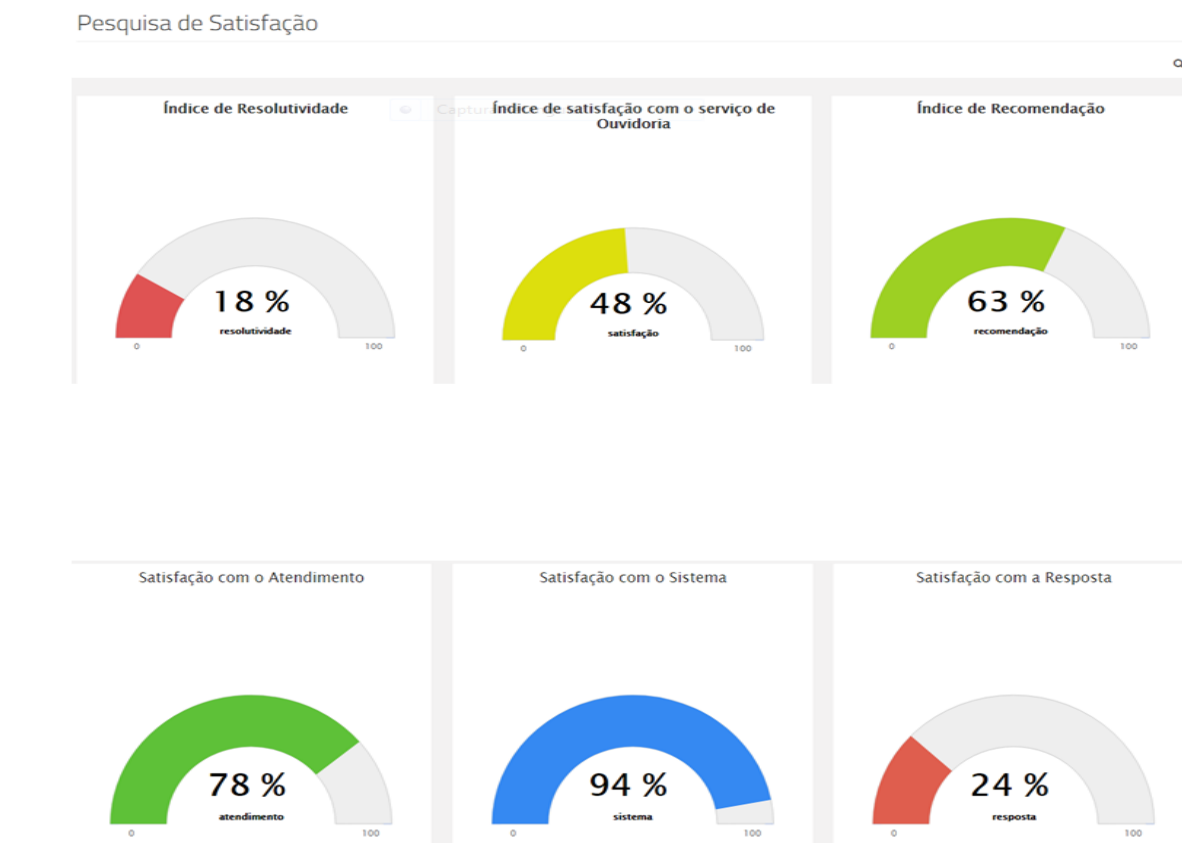 Pesquisa de Satisfação
Índice de Resolutividade
Índice de satisfação com o serviço de
Ouvidoria
Índice de Recomendação
18 %
resolutividade
0
100
48 %
satisfação
0
100
63 %
recomendação
0
100
Satisfação com o Atendimento
Satisfação com o Sistema
Satisfação com a Resposta
78 %
atendimento
0
100
94 %
sistema
0
100
24 %
resposta
0
100